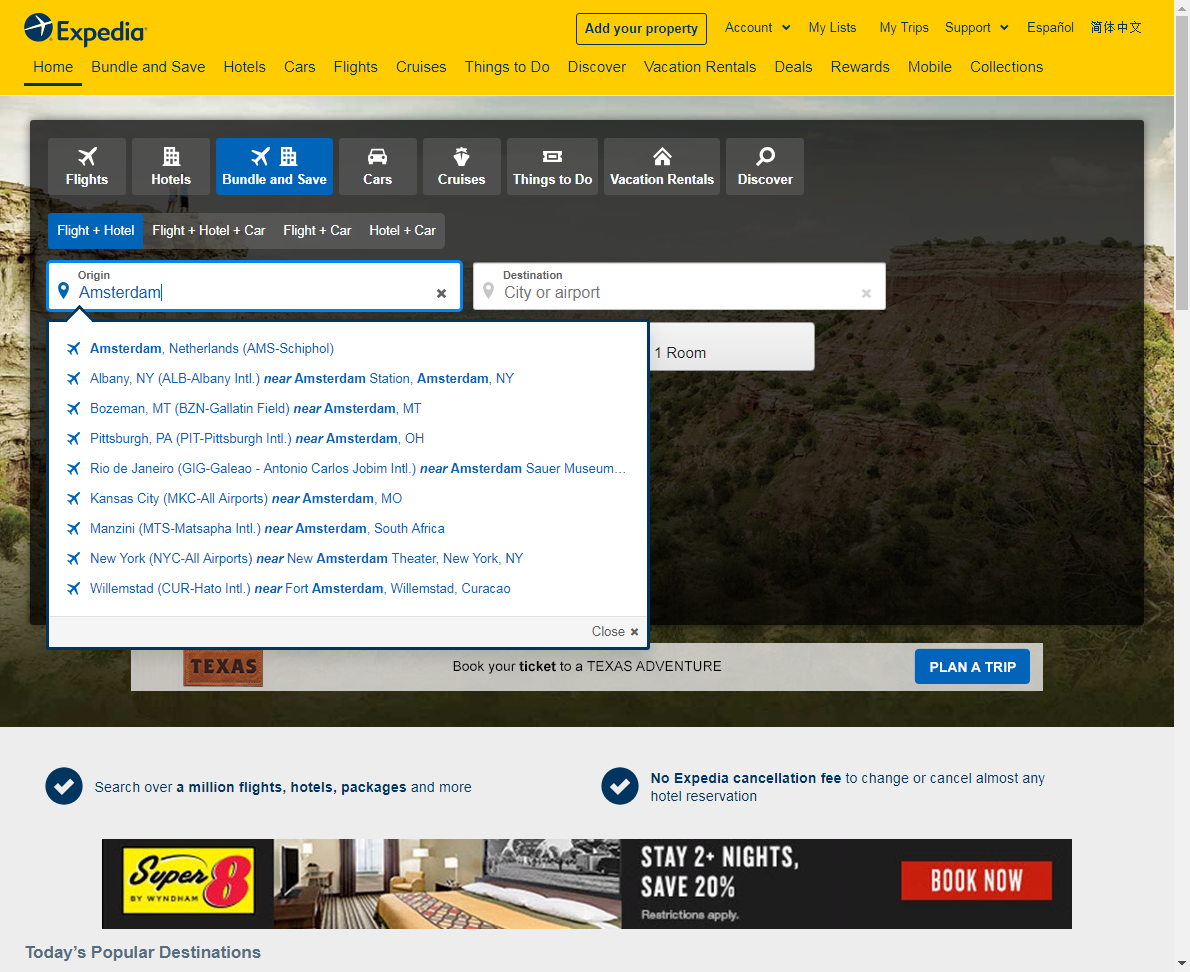 Expedia
Add your property
Account
My Lists
My Trips
Support
Español
简体中文
Home
Bundle and Save
Hotels
Cars
Flights
Cruises
Things to Do
Discover
Vacation Rentals
Deals
Rewards
Mobile
Collections
Flights
Hotels
Bundle and Save
Cars
Cruises
Things to Do
Vacation Rentals
Discover
Flight + Hotel
Flight + Hotel + Car
Flight + Car
Hotel + Car
Origin
Amsterdam
Destination
City or airport
1 Room
Amsterdam, Netherlands (AMS-Schiphol)
Albany, NY (ALB-Albany Intl.) near Amsterdam Station, Amsterdam, NY
Bozeman, MT (BZN-Gallatin Field) near Amsterdam, MT
Pittsburgh, PA (PIT-Pittsburgh Intl.) near Amsterdam, OH
Rio de Janeiro (GIG-Galeao - Antonio Carlos Jobim Intl.) near Amsterdam Sauer Museum...
Kansas City (MKC-All Airports) near Amsterdam, MO
Manzini (MTS-Matsapha Intl.) near Amsterdam, South Africa
New York (NYC-All Airports) near New Amsterdam Theater, New York, NY
Willemstad (CUR-Hato Intl.) near Fort Amsterdam, Willemstad, Curacao
Close
TEXAS
Book your ticket to a TEXAS ADVENTURE
PLAN A TRIP
Search over a million flights, hotels, packages and more
No Expedia cancellation fee to change or cancel almost any
hotel reservation
Super 8
BY WYNDHAM
STAY 2+ NIGHTS,
SAVE 20%
Restrictions apply.
BOOK NOW
Today's Popular Destinations